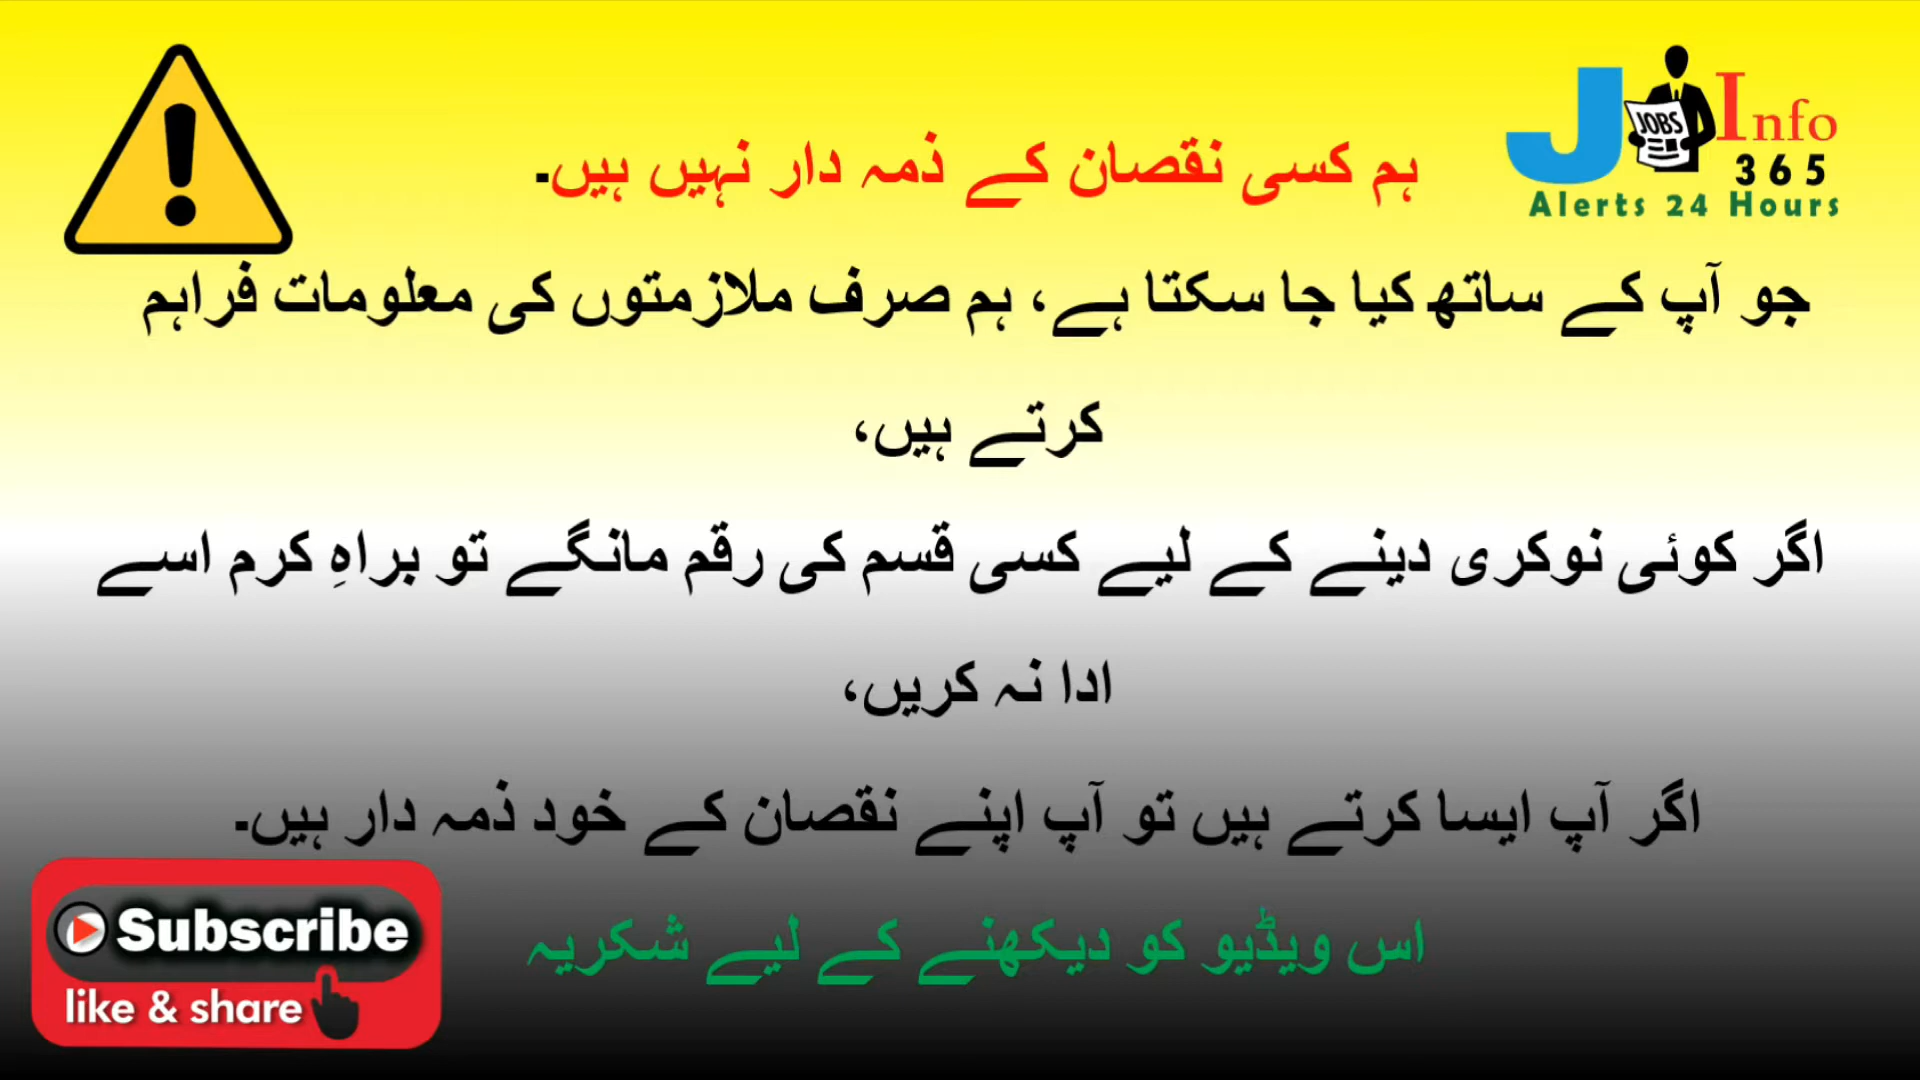 J Info
JOBS
365
Alerts 24 Hours
ہم کسی نقصان کے ذمہ دار نہیں ہیں۔
جو آپ کے ساتھ کیا جا سکتا ہے، ہم صرف ملازمتوں کی معلومات فراہم
کرتے ہیں،
اگر کوئی نوکری دینے کے لیے کسی قسم کی رقم مانگے تو براہِ کرم اسے
ادا نہ کریں،
اگر آپ ایسا کرتے ہیں تو آپ اپنے نقصان کے خود ذمہ دار ہیں۔
اس ویڈیو کو دیکھنے کے لیے شکریہ
Subscribe
like & share